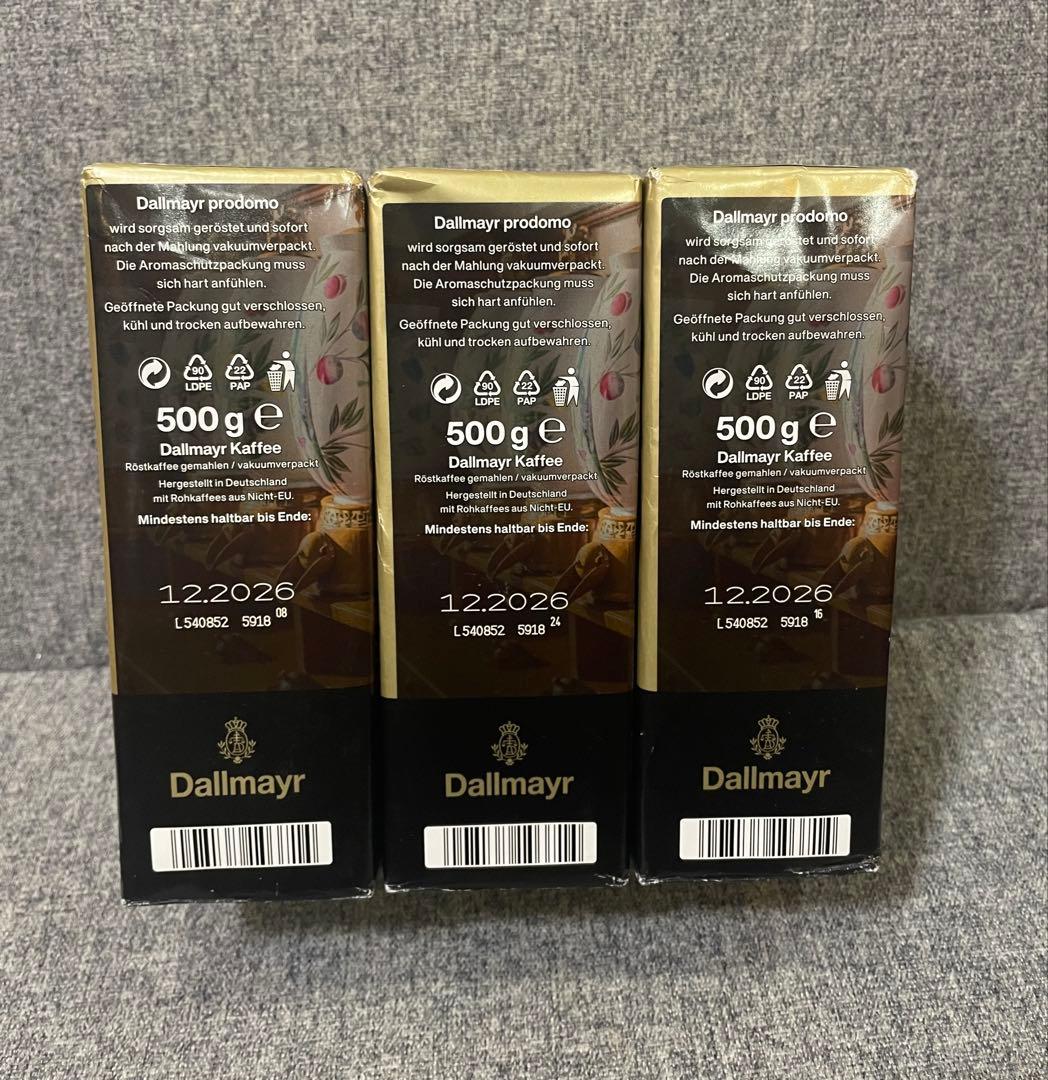 Dallmayr prodomo
wird sorgsam geröstet und sofort
nach der Mahlung vakuumverpackt.
Die Aromaschutzpackung muss
sich hart anfühlen.
Geöffnete Packung gut verschlossen,
kühl und trocken aufbewahren.
90
LDPE
22
PAP
500 g e
Dallmayr Kaffee
Röstkaffee gemahlen / vakuumverpackt
Hergestellt in Deutschland
mit Rohkaffees aus Nicht-EU.
Mindestens haltbar bis Ende:
12.2026
L540852 5918 08
Dallmayr
Dallmayr prodomo
wird sorgsam geröstet und sofort
nach der Mahlung vakuumverpackt.
Die Aromaschutzpackung muss
sich hart anfühlen.
Geöffnete Packung gut verschlossen,
kühl und trocken aufbewahren.
90
LDPE
22
PAP
500 g e
Dallmayr Kaffee
Röstkaffee gemahlen / vakuumverpackt
Hergestellt in Deutschland
mit Rohkaffees aus Nicht-EU.
Mindestens haltbar bis Ende:
12.2026
L540852 5918 24
Dallmayr
Dallmayr prodomo
wird sorgsam geröstet und sofort
nach der Mahlung vakuumverpackt.
Die Aromaschutzpackung muss
sich hart anfühlen.
Geöffnete Packung gut verschlossen,
kühl und trocken aufbewahren.
90
LDPE
22
PAP
500 g e
Dallmayr Kaffee
Röstkaffee gemahlen / vakuumverpackt
Hergestellt in Deutschland
mit Rohkaffees aus Nicht-EU.
Mindestens haltbar bis Ende:
12.2026
L540852 5918 16
Dallmayr